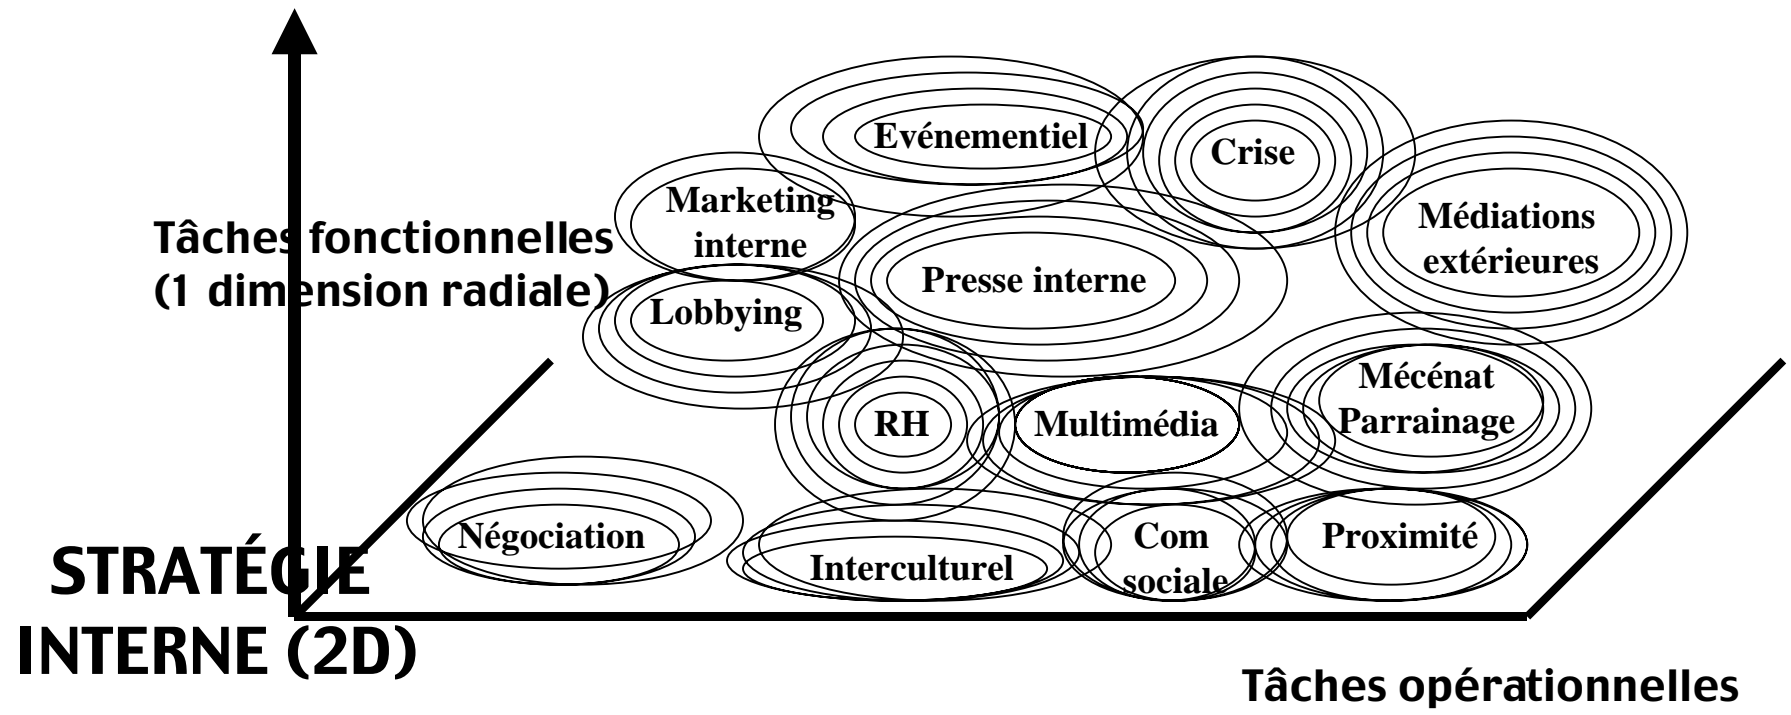 Evénementiel
Crise
Marketing
interne
Médiations
extérieures
Tâches fonctionnelles
(1 dimension radiale)
Presse interne
Lobbying
Mécénat
Parrainage
RH
Multimédia
Négociation
Interculturel
Com
sociale
Proximité
STRATÉGIE
INTERNE (2D)
Tâches opérationnelles